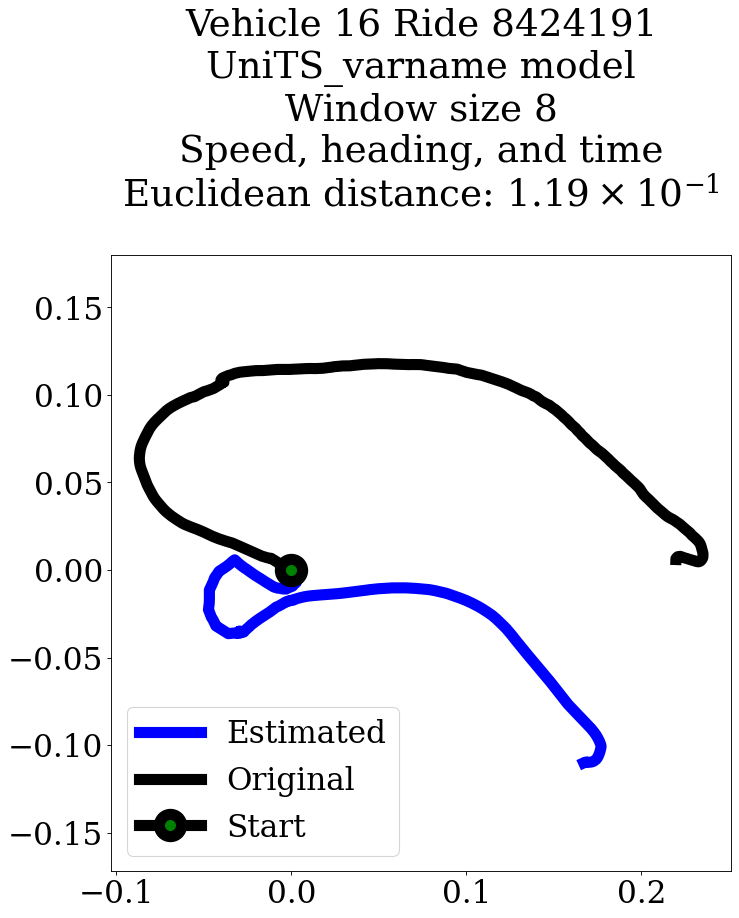 Vehicle 16 Ride 8424191
UniTS_varname model
Window size 8
Speed, heading, and time
Euclidean distance: 1.19 × 10⁻¹
0.15
0.10
0.05
0.00
−0.05
−0.10
−0.15
Estimated
Original
Start
−0.1
0.0
0.1
0.2